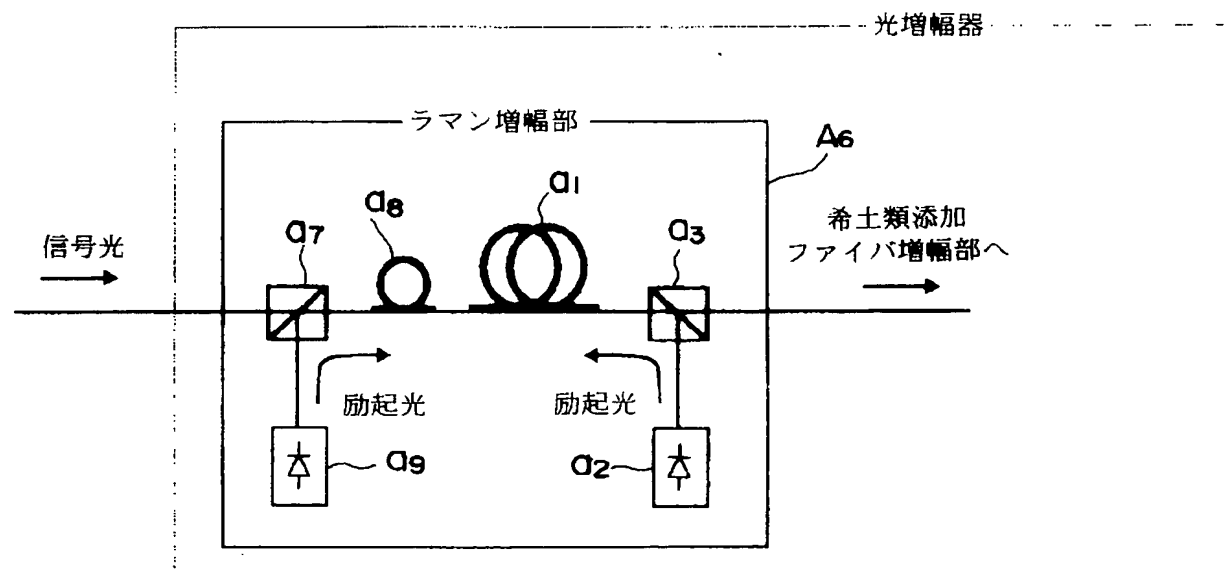 光増幅器
ラマン増幅部
A6
a1
a8
a7
a3
信号光
希土類添加
ファイバ増幅部へ
励起光
励起光
a9
a2